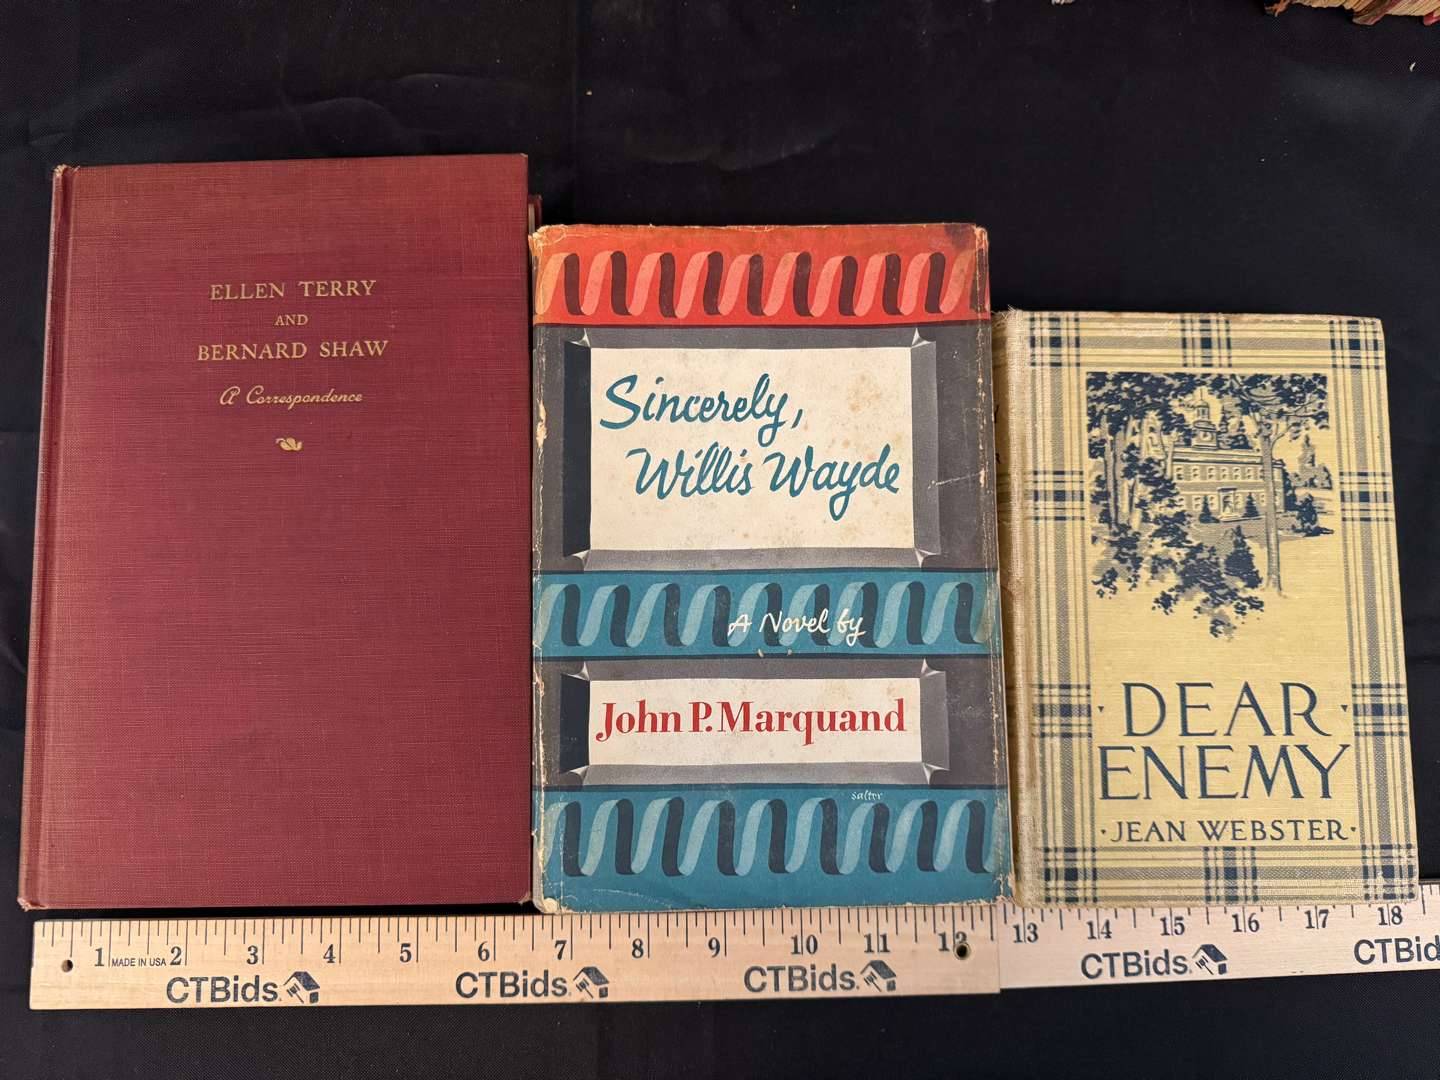 ELLEN TERRY
AND
BERNARD SHAW
A Correspondence
Sincerely,
Willis Wayde
A Novel by
John P. Marquand
salter
DEAR
ENEMY
JEAN WEBSTER
1 MADE IN USA 2 3 4 5 6 7 8 9 10 11 12 13 14 15 16 17 18
CTBids. CTBids. CTBids. CTBids. CTBids